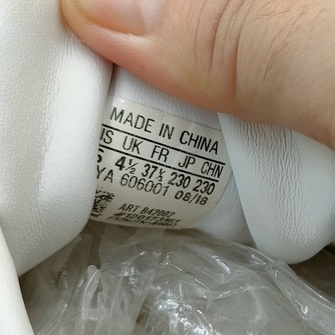 MADE IN CHINA
US UK FR JP CHN
4½ 37⅓ 230 230
YA 606001 08/18
ART B42002